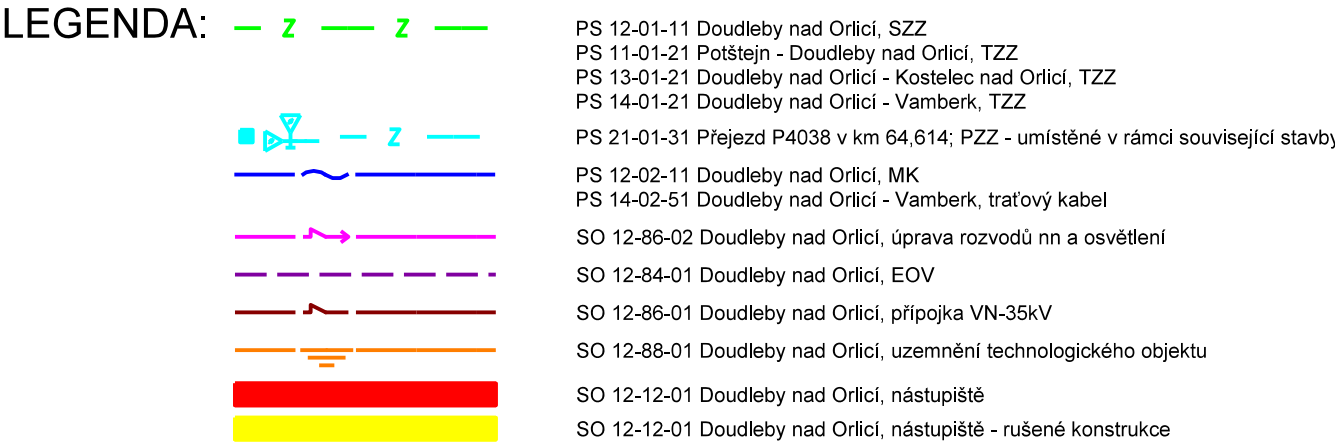 LEGENDA:
Z Z PS 12-01-11 Doudleby nad Orlicí, SZZ
PS 11-01-21 Potštejn - Doudleby nad Orlicí, TZZ
PS 13-01-21 Doudleby nad Orlicí - Kostelec nad Orlicí, TZZ
PS 14-01-21 Doudleby nad Orlicí - Vamberk, TZZ
Z PS 21-01-31 Přejezd P4038 v km 64,614; PZZ - umístěné v rámci související stavby
PS 12-02-11 Doudleby nad Orlicí, MK
PS 14-02-51 Doudleby nad Orlicí - Vamberk, traťový kabel
SO 12-86-02 Doudleby nad Orlicí, úprava rozvodů nn a osvětlení
SO 12-84-01 Doudleby nad Orlicí, EOV
SO 12-86-01 Doudleby nad Orlicí, přípojka VN-35kV
SO 12-88-01 Doudleby nad Orlicí, uzemnění technologického objektu
SO 12-12-01 Doudleby nad Orlicí, nástupiště
SO 12-12-01 Doudleby nad Orlicí, nástupiště - rušené konstrukce